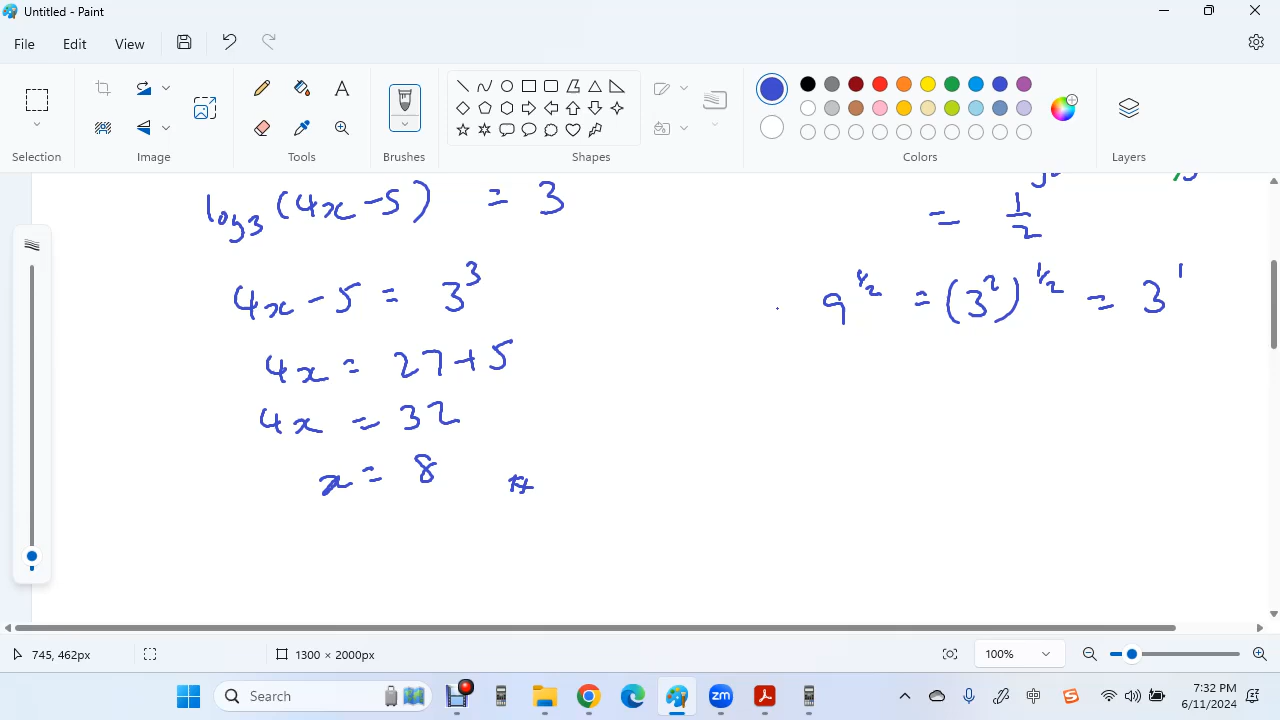 Untitled - Paint
File Edit View
Selection Image Tools Brushes Shapes Colors Layers
log3 (4x-5) = 3
4x - 5 = 3^3
4x = 27+5
4x = 32
x = 8
= 1/2
9^1/2 = (3^2)^1/2 = 3^1
745, 462px
1300 × 2000px
100%
Search
7:32 PM
6/11/2024